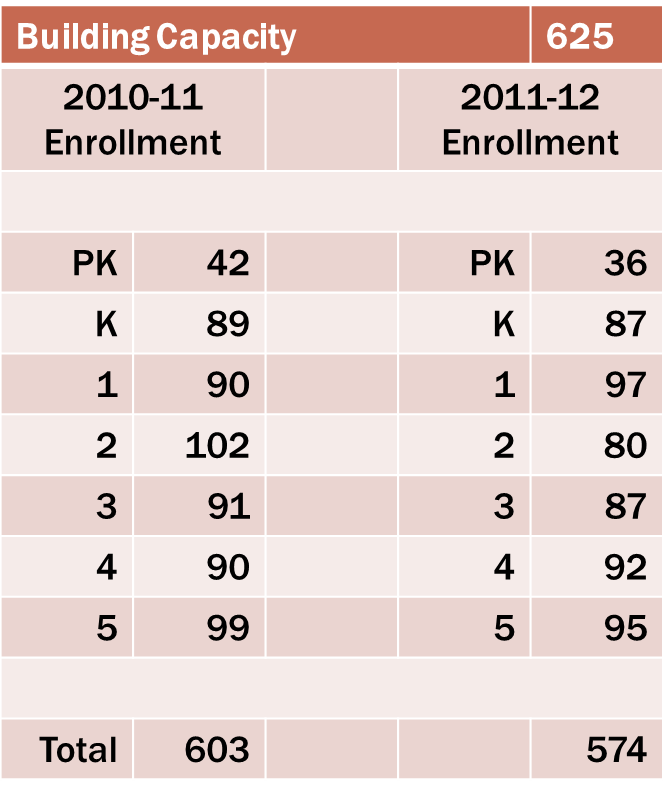 Building Capacity 625
2010-11 2011-12
Enrollment Enrollment
PK 42 PK 36
K 89 K 87
1 90 1 97
2 102 2 80
3 91 3 87
4 90 4 92
5 99 5 95
Total 603 574